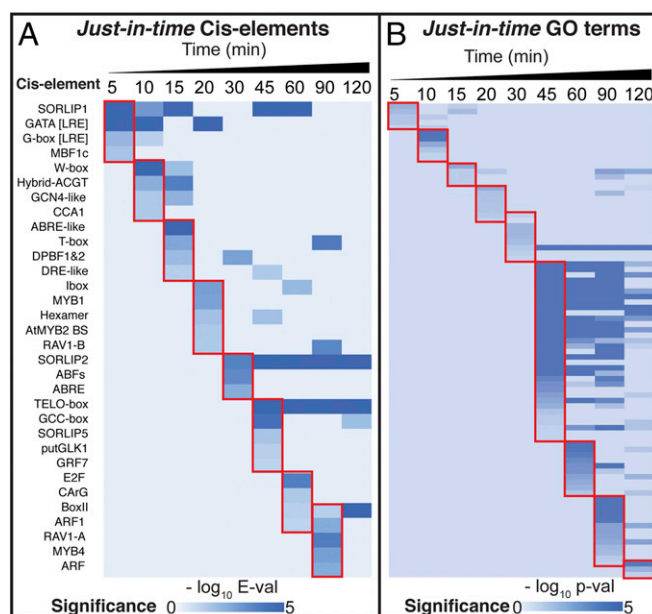 A Just-in-time Cis-elements
Time (min)
Cis-element 5 10 15 20 30 45 60 90 120
SORLIP1
GATA [LRE]
G-box [LRE]
MBF1c
W-box
Hybrid-ACGT
GCN4-like
CCA1
ABRE-like
T-box
DPBF1&2
DRE-like
Ibox
MYB1
Hexamer
AtMYB2 BS
RAV1-B
SORLIP2
ABFs
ABRE
TELO-box
GCC-box
SORLIP5
putGLK1
GRF7
E2F
CArG
BoxII
ARF1
RAV1-A
MYB4
ARF
- log10 E-val
Significance 0 5
B Just-in-time GO terms
Time (min)
5 10 15 20 30 45 60 90 120
- log10 p-val
Significance 0 5